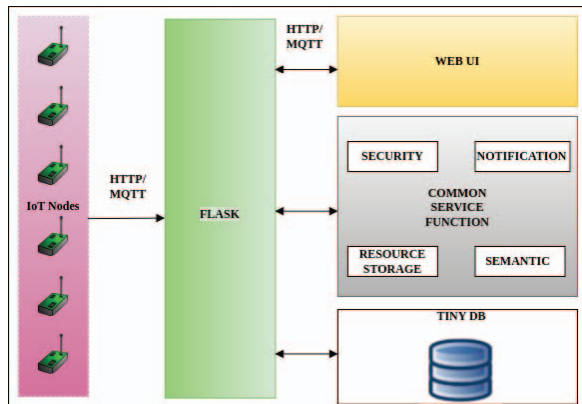 IoT Nodes
HTTP/
MQTT
FLASK
HTTP/
MQTT
WEB UI
SECURITY
NOTIFICATION
COMMON
SERVICE
FUNCTION
RESOURCE
STORAGE
SEMANTIC
TINY DB